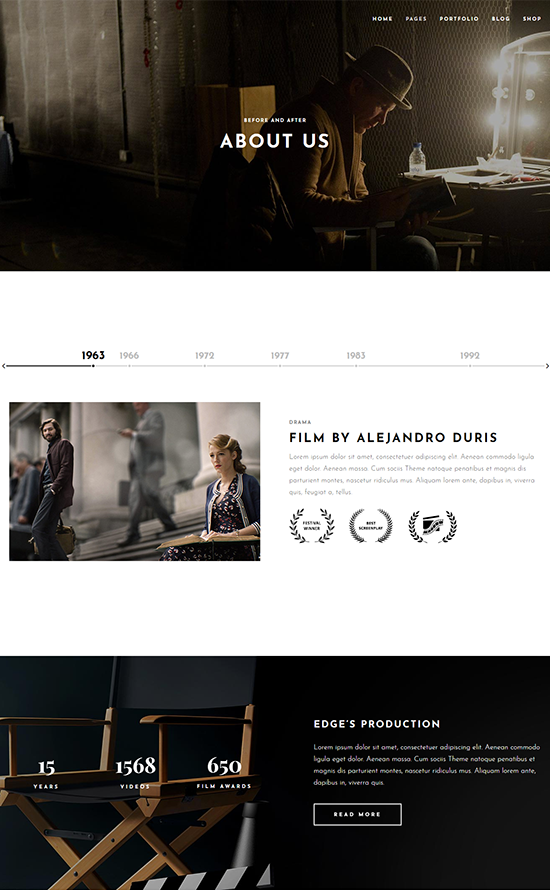 HOME PAGES PORTFOLIO BLOG SHOP
BEFORE AND AFTER
ABOUT US
1963 1966 1972 1977 1983 1992
DRAMA
FILM BY ALEJANDRO DURIS
Lorem ipsum dolor sit amet, consectetuer adipiscing elit. Aenean commodo ligula
eget dolor. Aenean massa. Cum sociis Theme natoque penatibus et magnis dis
parturient montes, nascetur ridiculus mus. Aliquam lorem ante, dapibus in, viverra
quis, feugiat a, tellus.
FESTIVAL
WINNER
BEST
SCREENPLAY
EDGE'S PRODUCTION
Lorem ipsum dolor sit amet, consectetuer adipiscing elit. Aenean commodo
ligula eget dolor. Aenean massa. Cum sociis Theme natoque penatibus et
magnis dis parturient montes, nascetur ridiculus mus. Aliquam lorem ante,
dapibus in, viverra quis.
15 1568 650
YEARS VIDEOS FILM AWARDS
READ MORE